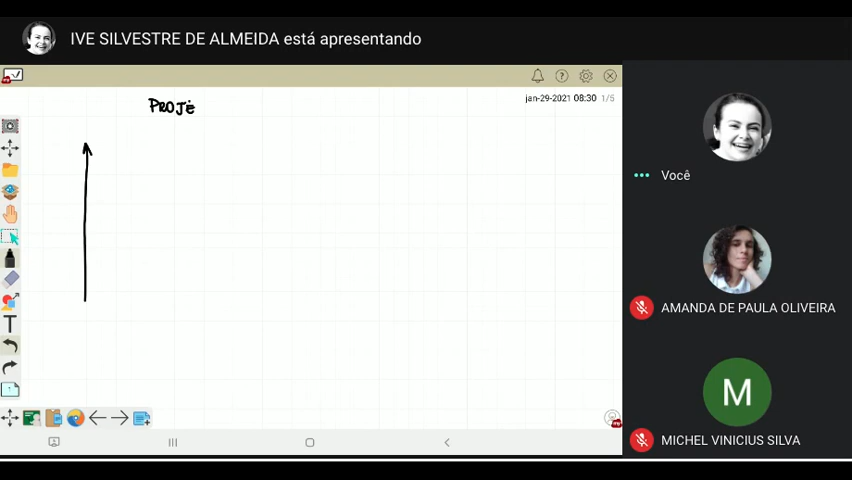 IVE SILVESTRE DE ALMEIDA está apresentando
jan-29-2021 08:30 1/5
PROJÉ
Você
AMANDA DE PAULA OLIVEIRA
M
MICHEL VINICIUS SILVA
T